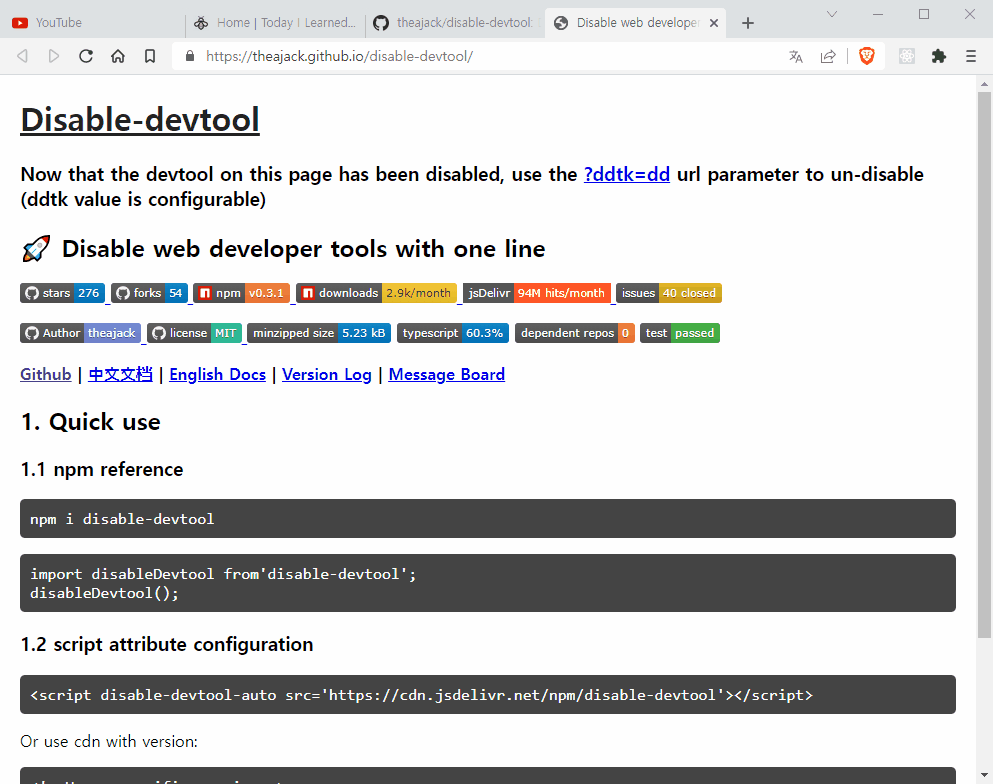 YouTube
Home | Today I Learned...
theajack/disable-devtool:
Disable web developer
https://theajack.github.io/disable-devtool/
Disable-devtool
Now that the devtool on this page has been disabled, use the ?ddtk=dd url parameter to un-disable
(ddtk value is configurable)
🚀 Disable web developer tools with one line
stars 276 forks 54 npm v0.3.1 downloads 2.9k/month jsDelivr 94M hits/month issues 40 closed
Author theajack license MIT minzipped size 5.23 kB typescript 60.3% dependent repos 0 test passed
Github | 中文文档 | English Docs | Version Log | Message Board
1. Quick use
1.1 npm reference
npm i disable-devtool
import disableDevtool from'disable-devtool';
disableDevtool();
1.2 script attribute configuration
<script disable-devtool-auto src='https://cdn.jsdelivr.net/npm/disable-devtool'></script>
Or use cdn with version: